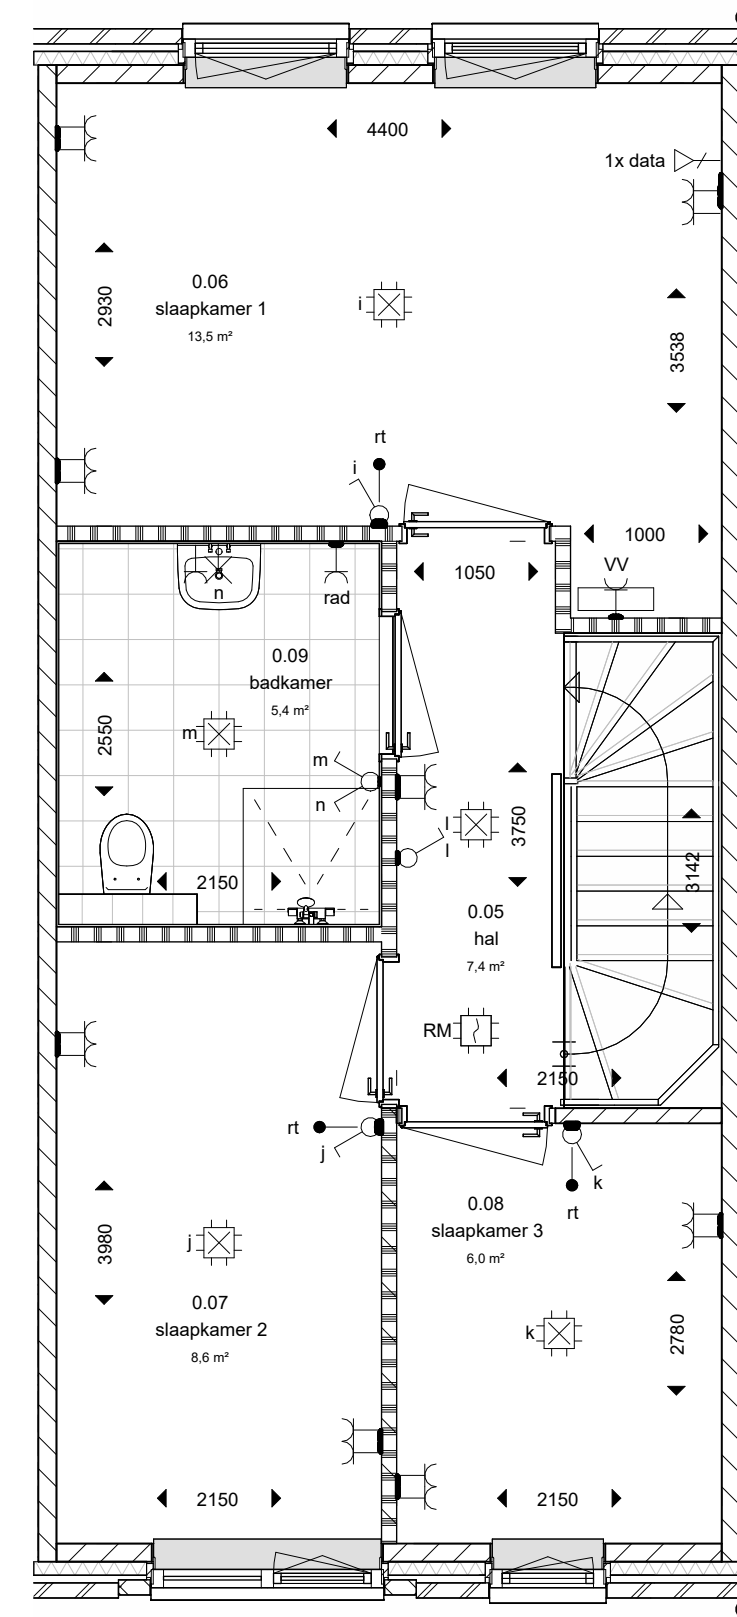 4400
1x data
2930
0.06
slaapkamer 1
13,5 m²
i
3538
rt
i
1000
VV
1050
n
rad
0.09
badkamer
5,4 m²
2550
m
m
n
l
l
3750
3142
2150
0.05
hal
7,4 m²
RM
2150
rt
j
k
rt
0.08
slaapkamer 3
6,0 m²
3980
j
0.07
slaapkamer 2
8,6 m²
k
2780
2150
2150